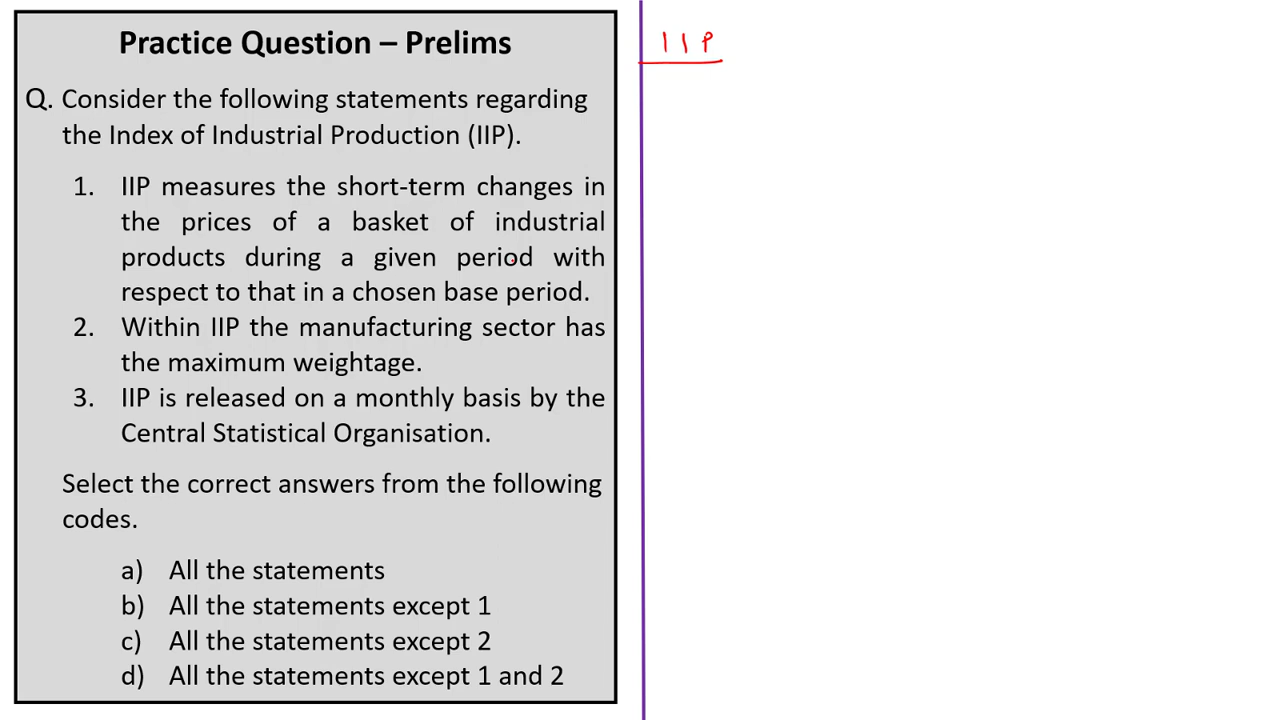 Practice Question – Prelims
Q. Consider the following statements regarding
the Index of Industrial Production (IIP).
1. IIP measures the short-term changes in
the prices of a basket of industrial
products during a given period with
respect to that in a chosen base period.
2. Within IIP the manufacturing sector has
the maximum weightage.
3. IIP is released on a monthly basis by the
Central Statistical Organisation.
Select the correct answers from the following
codes.
a) All the statements
b) All the statements except 1
c) All the statements except 2
d) All the statements except 1 and 2
IIP